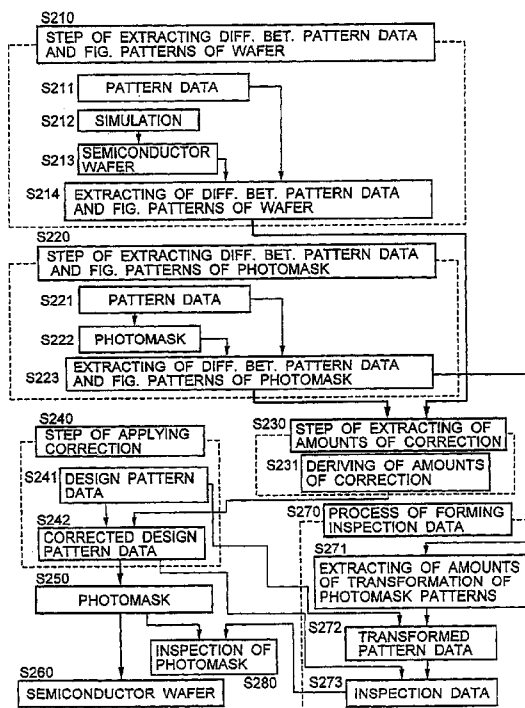 S210
STEP OF EXTRACTING DIFF. BET. PATTERN DATA
AND FIG. PATTERNS OF WAFER
S211
PATTERN DATA
S212
SIMULATION
S213
SEMICONDUCTOR
WAFER
S214
EXTRACTING OF DIFF. BET. PATTERN DATA
AND FIG. PATTERNS OF WAFER
S220
STEP OF EXTRACTING DIFF. BET. PATTERN DATA
AND FIG. PATTERNS OF PHOTOMASK
S221
PATTERN DATA
S222
PHOTOMASK
S223
EXTRACTING OF DIFF. BET. PATTERN DATA
AND FIG. PATTERNS OF PHOTOMASK
S230
STEP OF EXTRACTING OF
AMOUNTS OF CORRECTION
S231
DERIVING OF AMOUNTS
OF CORRECTION
S240
STEP OF APPLYING
CORRECTION
S241
DESIGN PATTERN
DATA
S242
CORRECTED DESIGN
PATTERN DATA
S250
PHOTOMASK
S260
SEMICONDUCTOR WAFER
S270
PROCESS OF FORMING
INSPECTION DATA
S271
EXTRACTING OF AMOUNTS
OF TRANSFORMATION OF
PHOTOMASK PATTERNS
S272
TRANSFORMED
PATTERN DATA
S273
INSPECTION DATA
INSPECTION OF
PHOTOMASK
S280